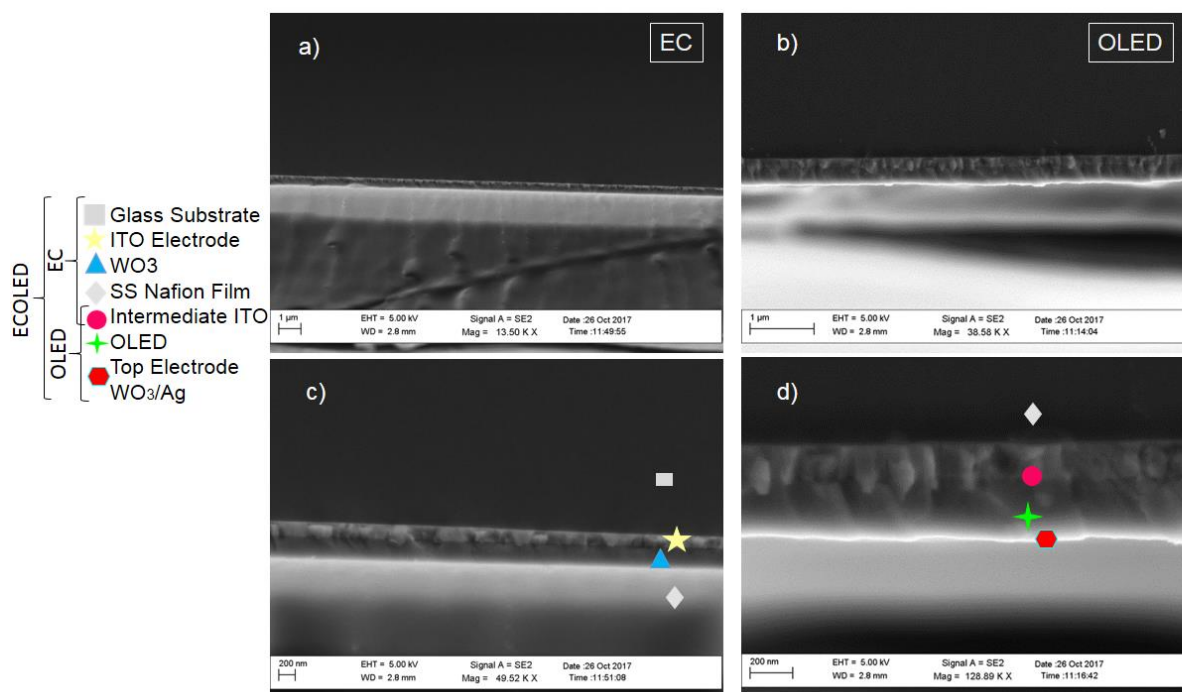 ECOLED
EC
OLED
Glass Substrate
ITO Electrode
WO3
SS Nafion Film
Intermediate ITO
OLED
Top Electrode
WO3/Ag
a)
EC
1 µm
EHT = 5.00 kV
WD = 2.8 mm
Signal A = SE2
Mag = 13.50 K X
Date :26 Oct 2017
Time :11:49:55
b)
OLED
1 µm
EHT = 5.00 kV
WD = 2.8 mm
Signal A = SE2
Mag = 38.58 K X
Date :26 Oct 2017
Time :11:14:04
c)
200 nm
EHT = 5.00 kV
WD = 2.8 mm
Signal A = SE2
Mag = 49.52 K X
Date :26 Oct 2017
Time :11:51:08
d)
200 nm
EHT = 5.00 kV
WD = 2.8 mm
Signal A = SE2
Mag = 128.89 K X
Date :26 Oct 2017
Time :11:16:42